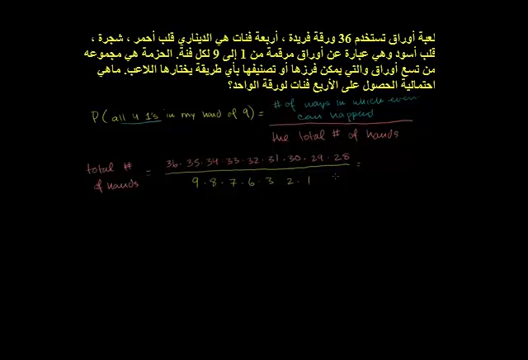 لعبة أوراق تستخدم 36 ورقة فريدة ، أربعة فئات هي الديناري قلب أحمر ، شجرة ،
قلب أسود وهي عبارة عن أوراق مرقمة من 1 إلى 9 لكل فئة. الحزمة هي مجموعه
من تسع أوراق والتي يمكن فرزها أو تصنيفها بأي طريقة يختارها اللاعب. ماهي
احتمالية الحصول على الأربع فئات لورقة الواحد؟
P( all 4 1's in my hand of 9) = # of ways in which event can happen
the total # of hands
total # of hands = 36 · 35 · 34 · 33 · 32 · 31 · 30 · 29 · 28 =
9 · 8 · 7 · 6 · 3 2 · 1